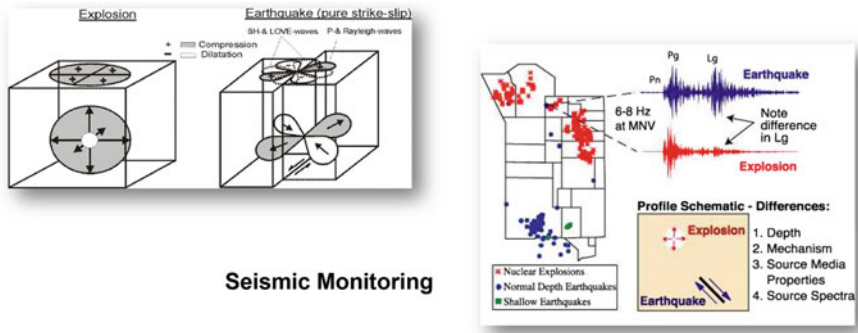 Explosion
Earthquake (pure strike-slip)
SH-& LOVE-waves
P-& Rayleigh-waves
+ Compression
− Dilatation
Seismic Monitoring
Pn
Pg
Lg
Earthquake
6-8 Hz
at MNV
Note
difference
in Lg
Explosion
Nuclear Explosions
Normal Depth Earthquakes
Shallow Earthquakes
Profile Schematic - Differences:
Explosion
Earthquake
1. Depth
2. Mechanism
3. Source Media
Properties
4. Source Spectra